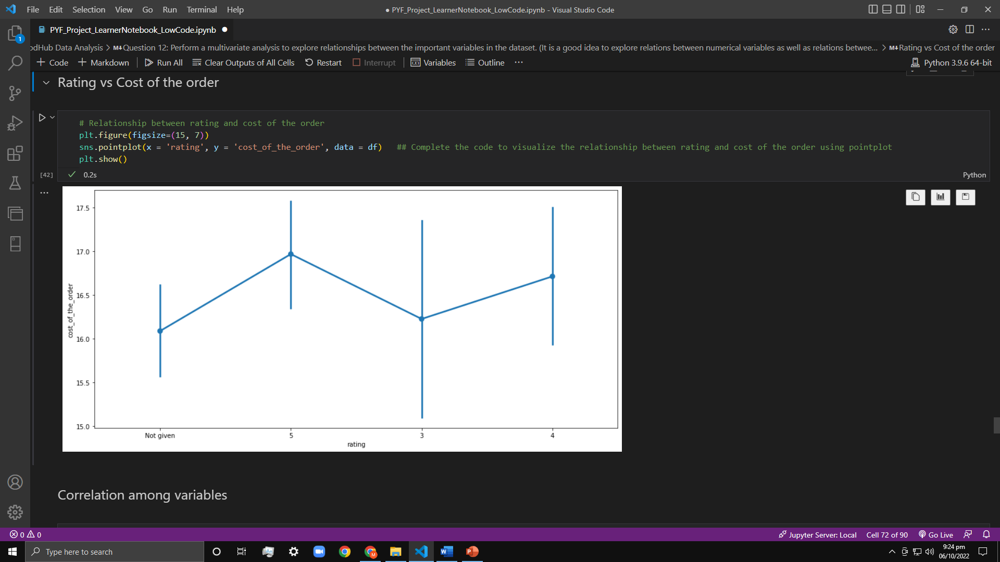 File Edit Selection View Go Run Terminal Help
● PYF_Project_LearnerNotebook_LowCode.ipynb - Visual Studio Code
1
PYF_Project_LearnerNotebook_LowCode.ipynb ●
odHub Data Analysis > M↓Question 12: Perform a multivariate analysis to explore relationships between the important variables in the dataset. (It is a good idea to explore relations between numerical variables as well as relations betwee... > M↓Rating vs Cost of the order
+ Code + Markdown Run All Clear Outputs of All Cells Restart Interrupt Variables Outline ... Python 3.9.6 64-bit
Rating vs Cost of the order
# Relationship between rating and cost of the order
plt.figure(figsize=(15, 7))
sns.pointplot(x = 'rating', y = 'cost_of_the_order', data = df) ## Complete the code to visualize the relationship between rating and cost of the order using pointplot
plt.show()
[42] 0.2s Python
17.5
17.0
16.5
16.0
15.5
15.0
cost_of_the_order
Not given 5 3 4
rating
Correlation among variables
0 0 Jupyter Server: Local Cell 72 of 90 Go Live
Type here to search
M
W
P
9:24 pm
06/10/2022